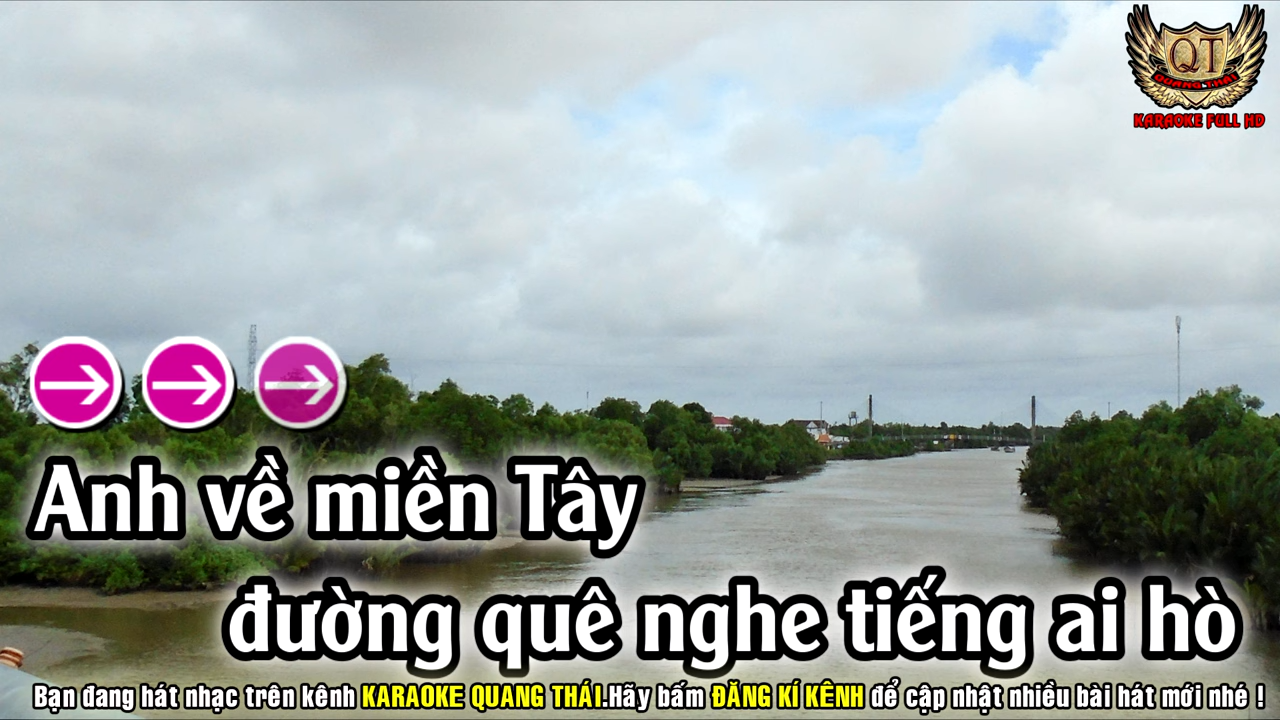 QT
QUANG THÁI
KARAOKE FULL HD
Anh về miền Tây
đường quê nghe tiếng ai hò
Bạn đang hát nhạc trên kênh KARAOKE QUANG THÁI.Hãy bấm ĐĂNG KÍ KÊNH để cập nhật nhiều bài hát mới nhé !